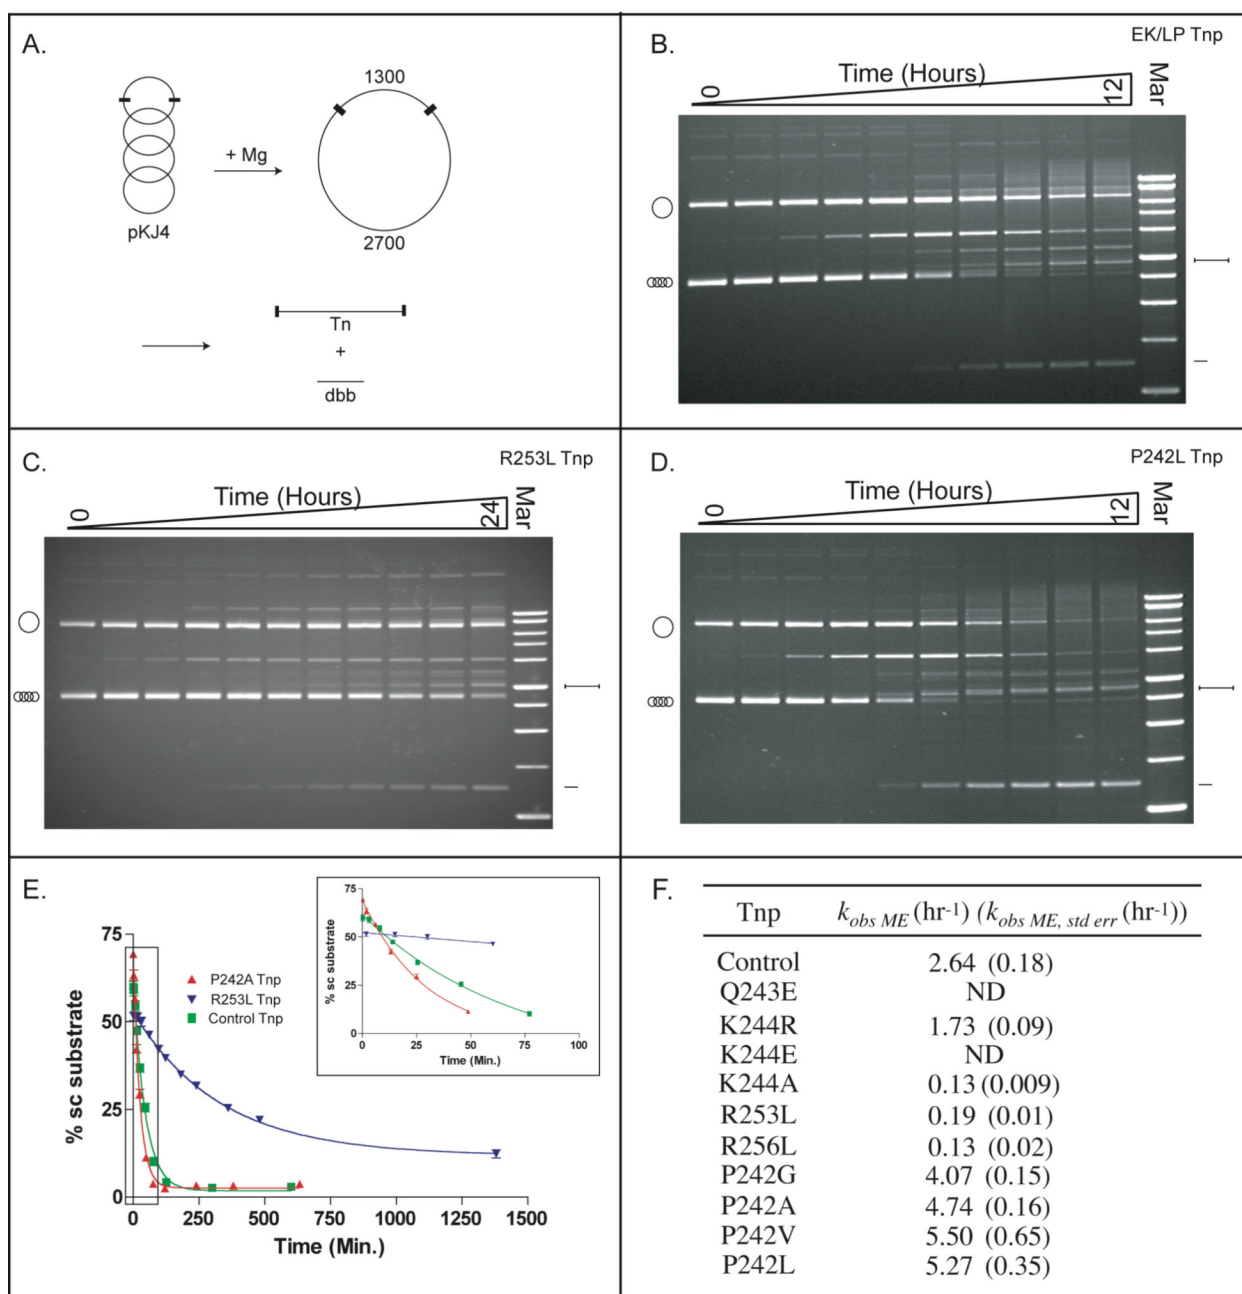 A.
1300
+ Mg
pKJ4
2700
Tn
+
dbb
B.
EK/LP Tnp
Time (Hours)
0
12
Mar
C.
R253L Tnp
Time (Hours)
0
24
Mar
D.
P242L Tnp
Time (Hours)
0
12
Mar
E.
% sc substrate
75
50
25
0
0 250 500 750 1000 1250 1500
Time (Min.)
P242A Tnp
R253L Tnp
Control Tnp
% sc substrate
75
50
25
0
0 25 50 75 100
Time (Min.)
F.
Tnp k obs ME (hr-1) (k obs ME, std err (hr-1))
Control 2.64 (0.18)
Q243E ND
K244R 1.73 (0.09)
K244E ND
K244A 0.13 (0.009)
R253L 0.19 (0.01)
R256L 0.13 (0.02)
P242G 4.07 (0.15)
P242A 4.74 (0.16)
P242V 5.50 (0.65)
P242L 5.27 (0.35)